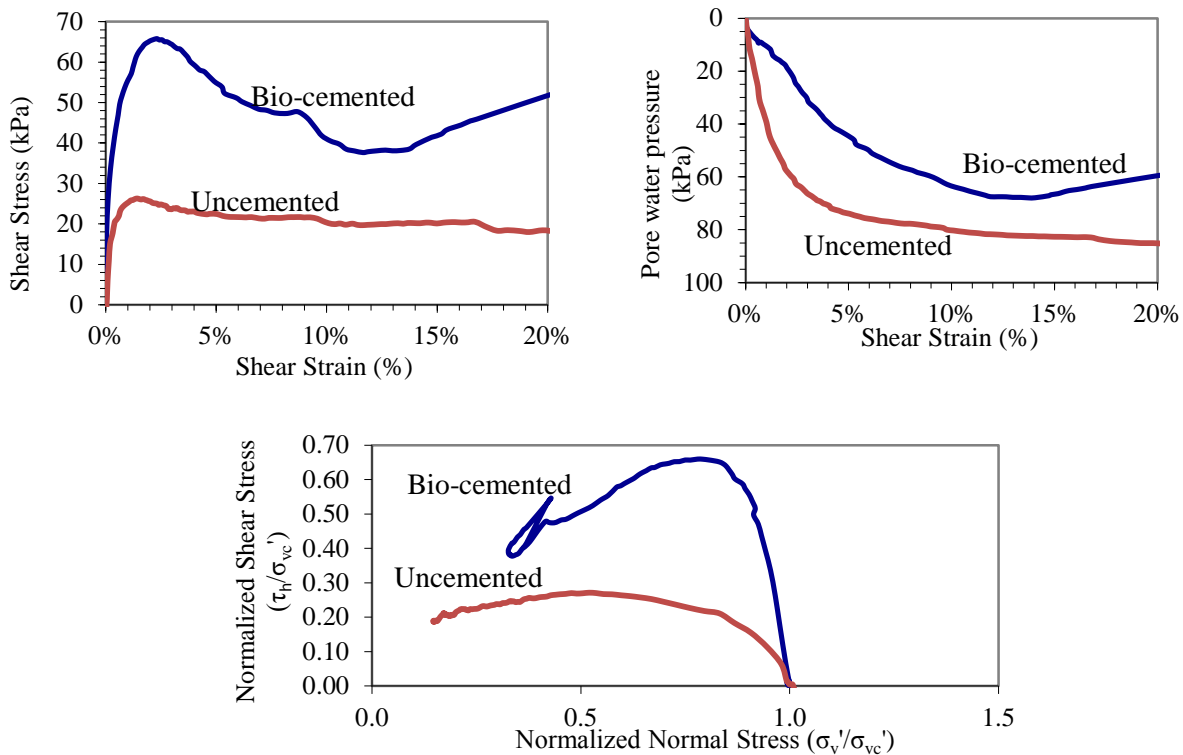 70
60
50
40
30
20
10
0
Shear Stress (kPa)
Bio-cemented
Uncemented
0% 5% 10% 15% 20%
Shear Strain (%)
0
20
40
60
80
100
Pore water pressure
(kPa)
Bio-cemented
Uncemented
0% 5% 10% 15% 20%
Shear Strain (%)
0.70
0.60
0.50
0.40
0.30
0.20
0.10
0.00
Normalized Shear Stress
(τh/σvc')
Bio-cemented
Uncemented
0.0 0.5 1.0 1.5
Normalized Normal Stress (σv'/σvc')